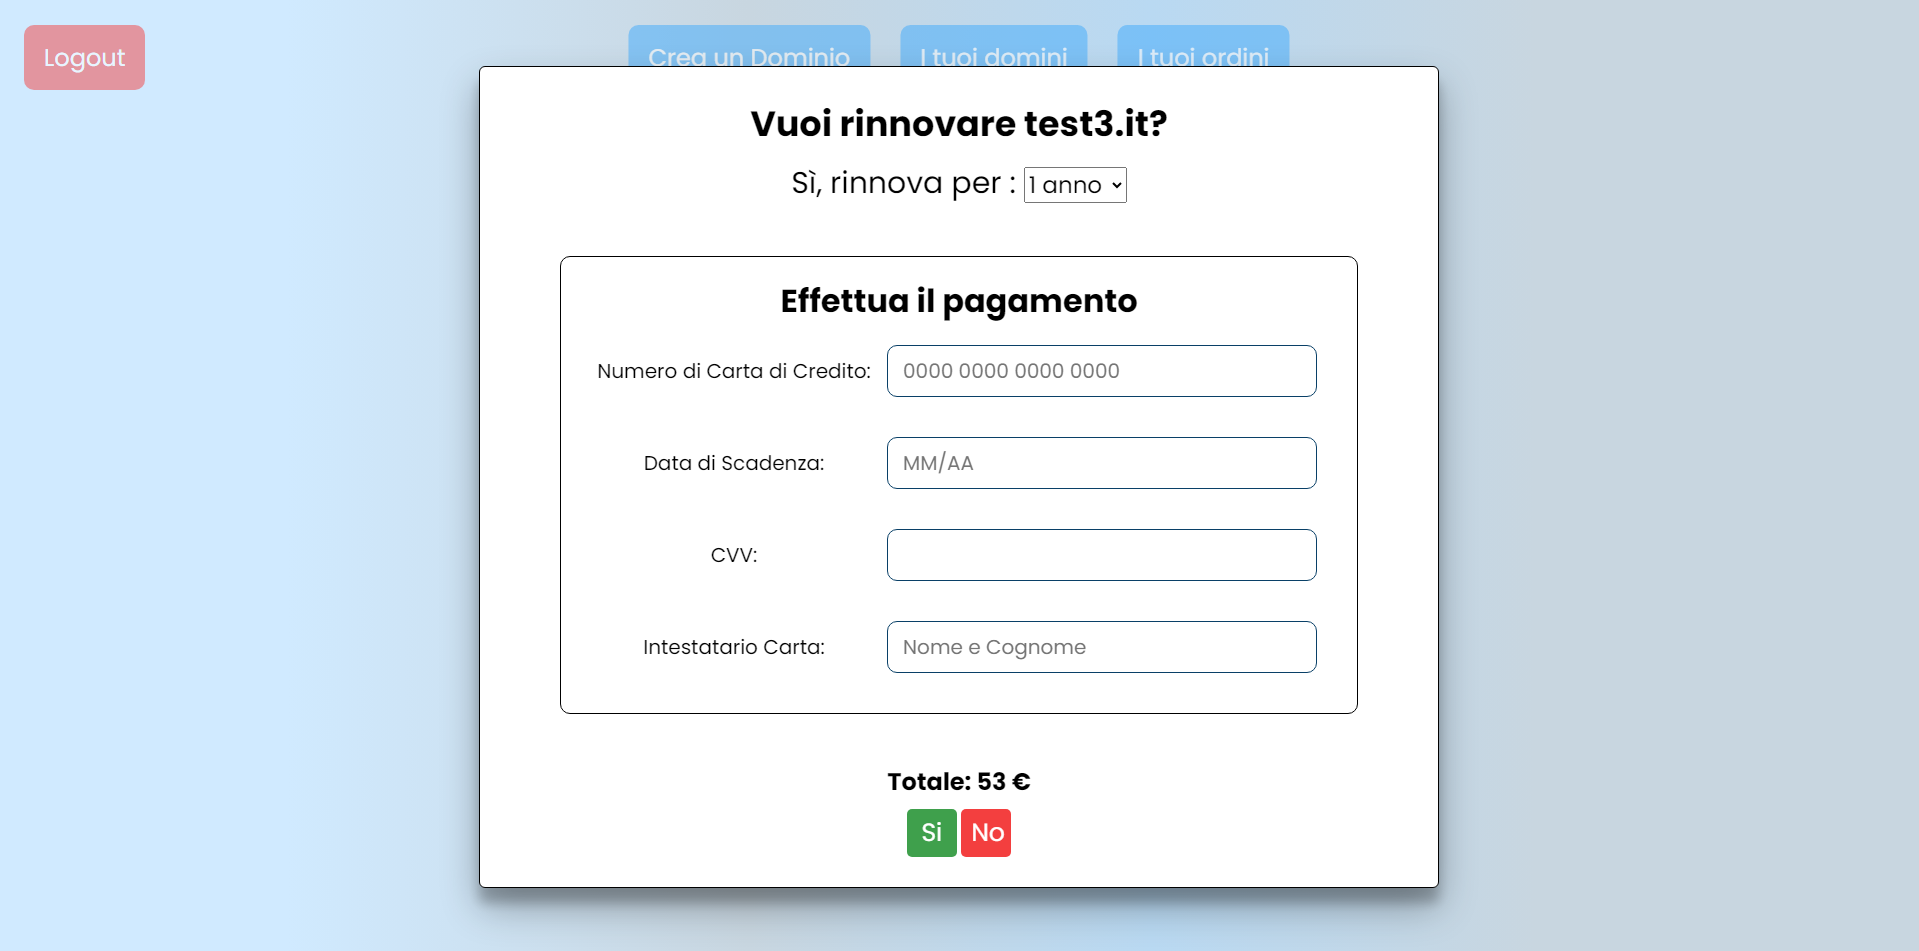 Logout
Crea un Dominio
I tuoi domini
I tuoi ordini
Vuoi rinnovare test3.it?
Sì, rinnova per : 1 anno
Effettua il pagamento
Numero di Carta di Credito: 0000 0000 0000 0000
Data di Scadenza: MM/AA
CVV:
Intestatario Carta: Nome e Cognome
Totale: 53 €
Si No